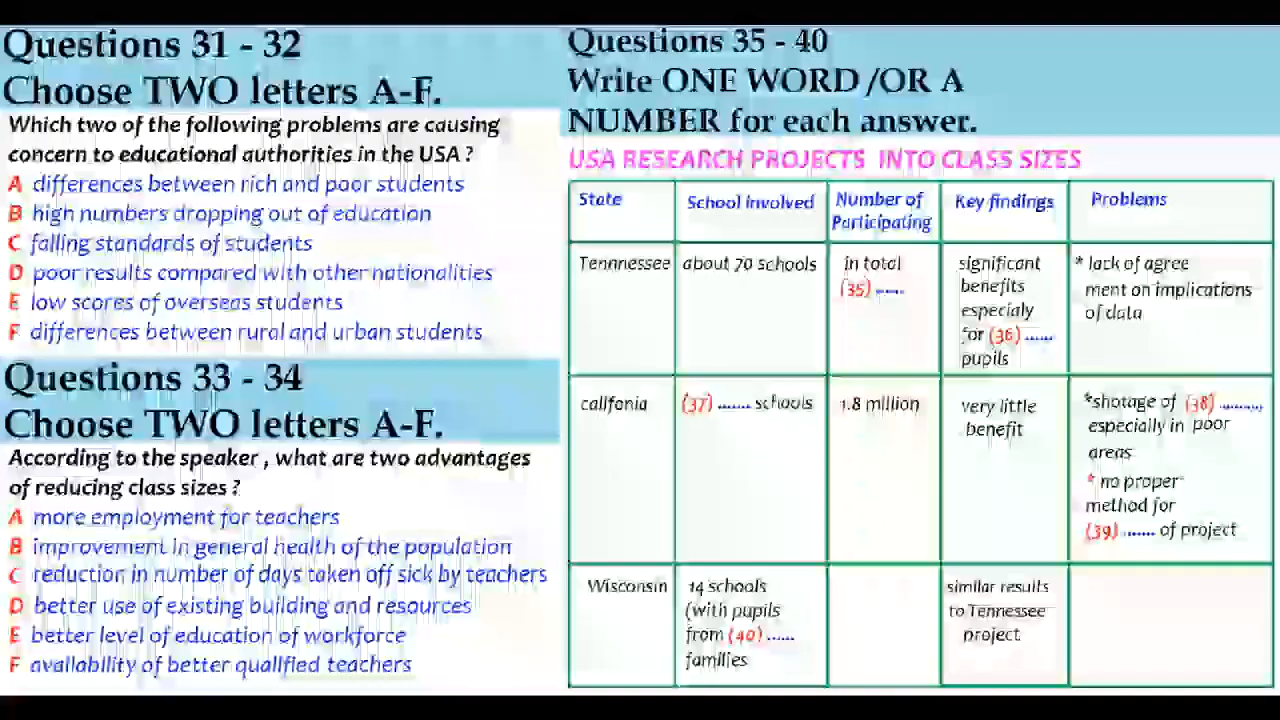 Questions 31 - 32
Choose TWO letters A-F.
Which two of the following problems are causing
concern to educational authorities in the USA ?
A differences between rich and poor students
B high numbers dropping out of education
C falling standards of students
D poor results compared with other nationalities
E low scores of overseas students
F differences between rural and urban students
Questions 33 - 34
Choose TWO letters A-F.
According to the speaker , what are two advantages
of reducing class sizes ?
A more employment for teachers
B improvement in general health of the population
C reduction in number of days taken off sick by teachers
D better use of existing building and resources
E better level of education of workforce
F availability of better qualified teachers
Questions 35 - 40
Write ONE WORD /OR A
NUMBER for each answer.
USA RESEARCH PROJECTS INTO CLASS SIZES
State
School Involved
Number of
Participating
Key findings
Problems
Tennnessee
about 70 schools
in total
(35) ......
significant
benefits
especialy
for (36) ......
pupils
* lack of agree
ment on implications
of data
califonia
(37) ....... schools
1.8 million
very little
benefit
*shotage of (38) .........
especially in poor
areas
* no proper
method for
(39) ....... of project
Wisconsin
14 schools
(with pupils
from (40) ......
families
similar results
to Tennessee
project